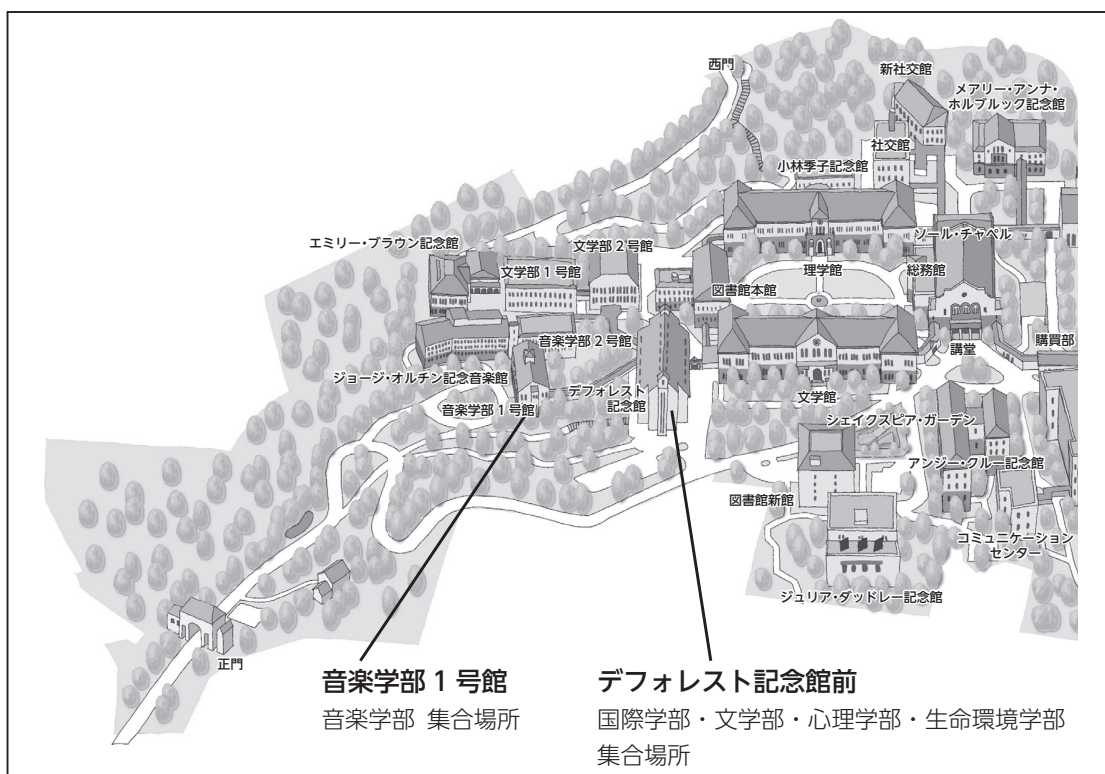 西門
新社交館
メアリー・アンナ・
ホルブルック記念館
社交館
小林季子記念館
エミリー・ブラウン記念館
文学部２号館
文学部１号館
ソール・チャペル
理学館
総務館
図書館本館
音楽学部２号館
ジョージ・オルチン記念音楽館
デフォレスト
記念館
音楽学部１号館
講堂
購買部
文学館
シェイクスピア・ガーデン
アンジー・クルー記念館
図書館新館
コミュニケーション
センター
ジュリア・ダッドレー記念館
正門
音楽学部 1 号館
音楽学部 集合場所
デフォレスト記念館前
国際学部・文学部・心理学部・生命環境学部
集合場所